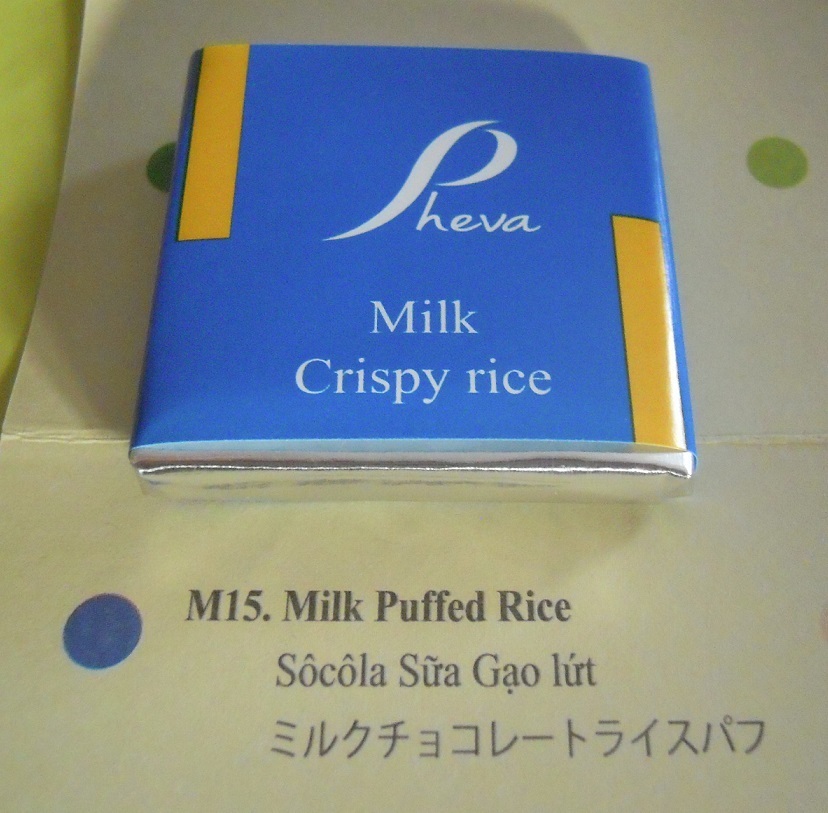 Pheva
Milk
Crispy rice
M15. Milk Puffed Rice
Sôcôla Sữa Gạo lứt
ミルクチョコレートライスパフ